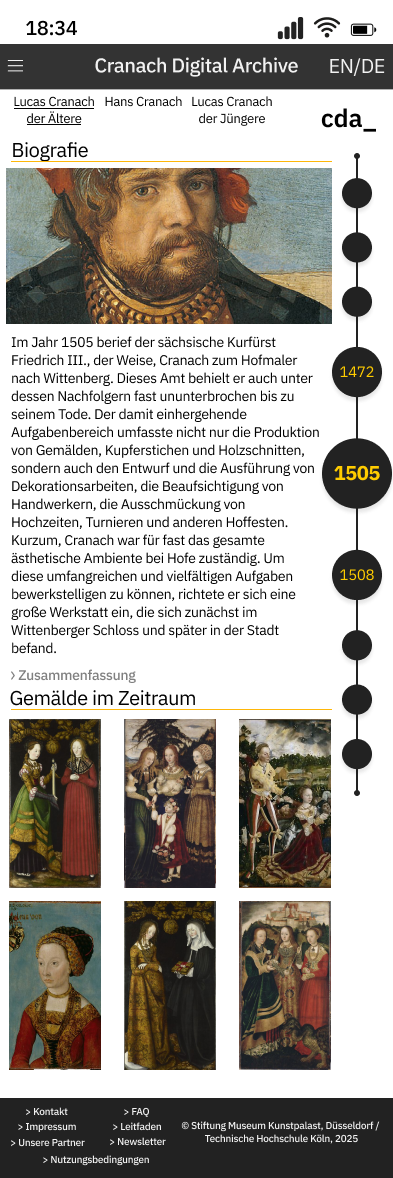 18:34
Cranach Digital Archive
EN/DE
Lucas Cranach der Ältere
Hans Cranach
Lucas Cranach der Jüngere
cda_
Biografie
Im Jahr 1505 berief der sächsische Kurfürst
Friedrich III., der Weise, Cranach zum Hofmaler
nach Wittenberg. Dieses Amt behielt er auch unter
dessen Nachfolgern fast ununterbrochen bis zu
seinem Tode. Der damit einhergehende
Aufgabenbereich umfasste nicht nur die Produktion
von Gemälden, Kupferstichen und Holzschnitten,
sondern auch den Entwurf und die Ausführung von
Dekorationsarbeiten, die Beaufsichtigung von
Handwerkern, die Ausschmückung von
Hochzeiten, Turnieren und anderen Hoffesten.
Kurzum, Cranach war für fast das gesamte
ästhetische Ambiente bei Hofe zuständig. Um
diese umfangreichen und vielfältigen Aufgaben
bewerkstelligen zu können, richtete er sich eine
große Werkstatt ein, die sich zunächst im
Wittenberger Schloss und später in der Stadt
befand.
> Zusammenfassung
1472
1505
1508
Gemälde im Zeitraum
> Kontakt
> Impressum
> Unsere Partner
> FAQ
> Leitfaden
> Newsletter
> Nutzungsbedingungen
© Stiftung Museum Kunstpalast, Düsseldorf /
Technische Hochschule Köln, 2025